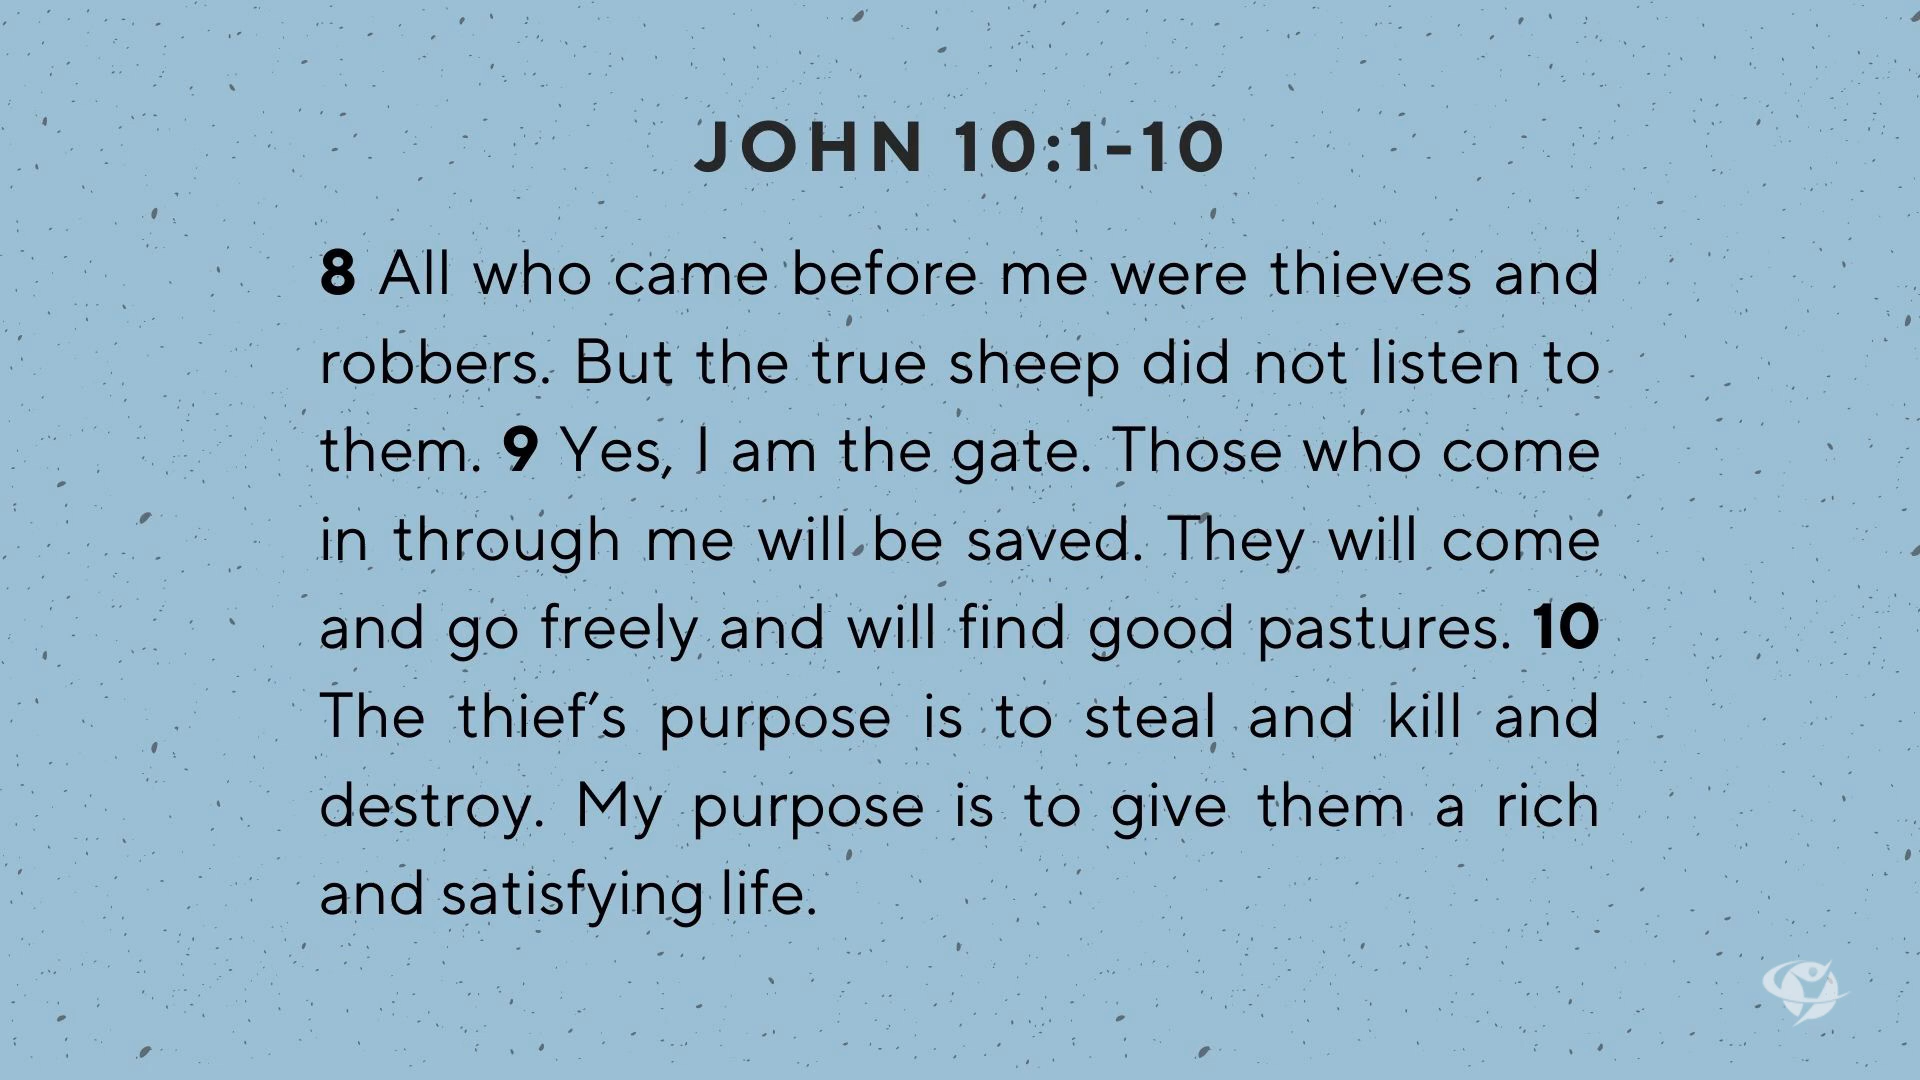 JOHN 10:1-10
8 All who came before me were thieves and
robbers. But the true sheep did not listen to
them. 9 Yes, I am the gate. Those who come
in through me will be saved. They will come
and go freely and will find good pastures. 10
The thief’s purpose is to steal and kill and
destroy. My purpose is to give them a rich
and satisfying life.